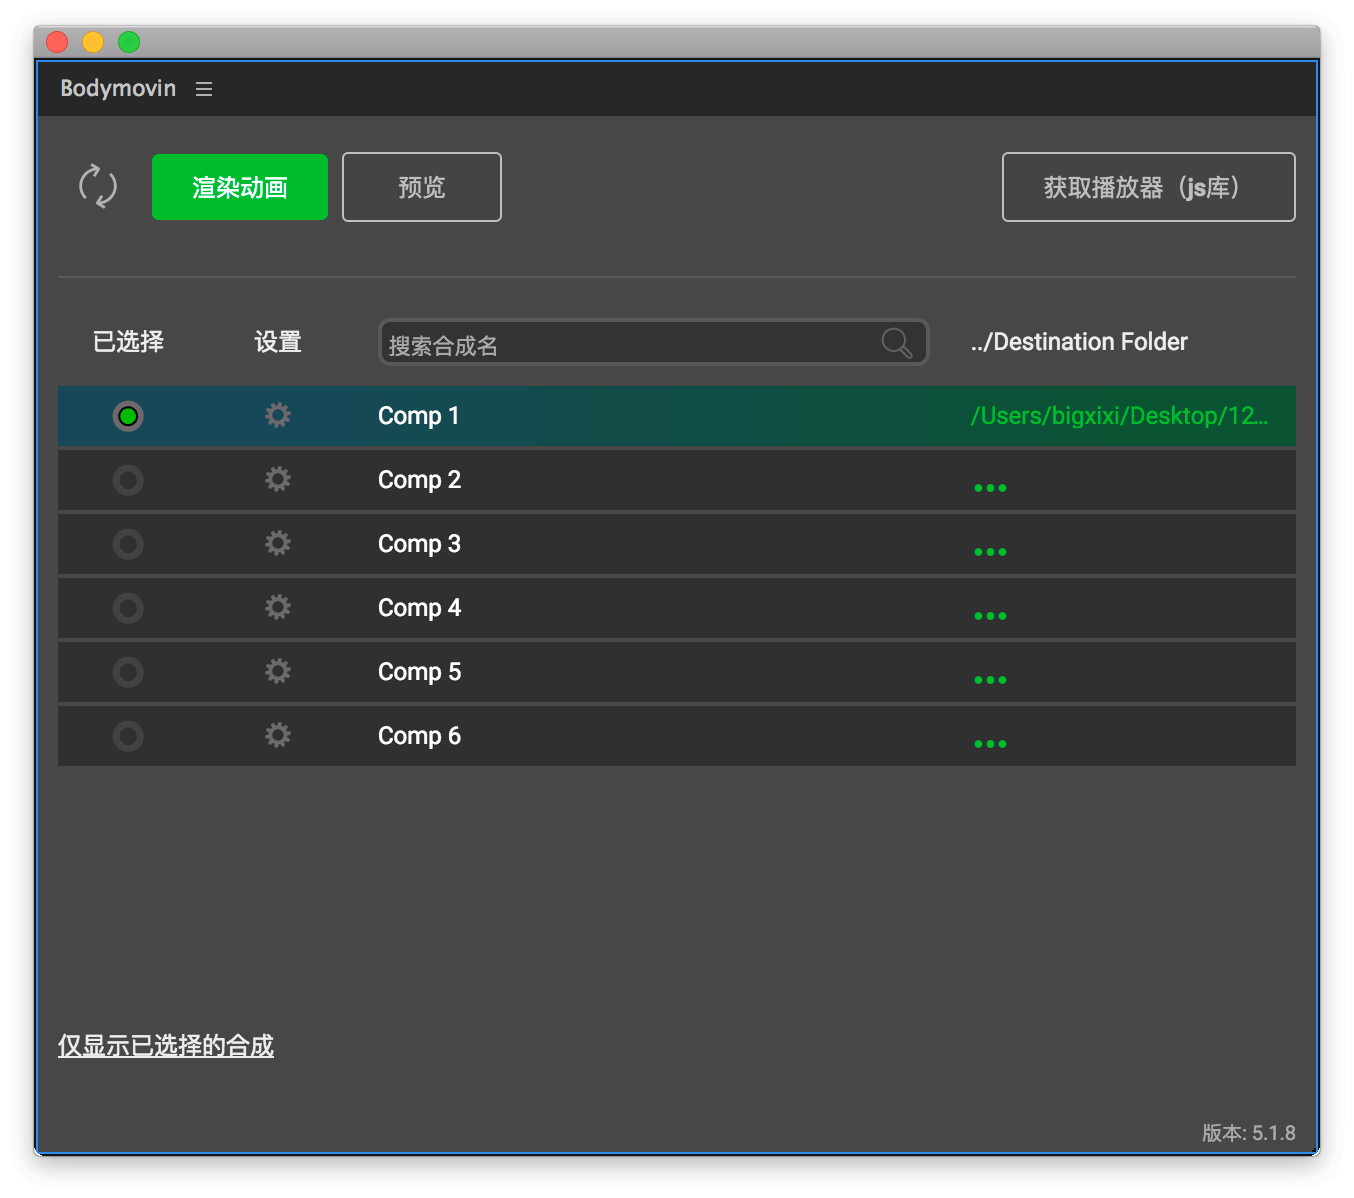 Bodymovin
渲染动画 预览 获取播放器（js库）
已选择 设置 搜索合成名 ../Destination Folder
Comp 1 /Users/bigxixi/Desktop/12...
Comp 2 ...
Comp 3 ...
Comp 4 ...
Comp 5 ...
Comp 6 ...
仅显示已选择的合成
版本: 5.1.8